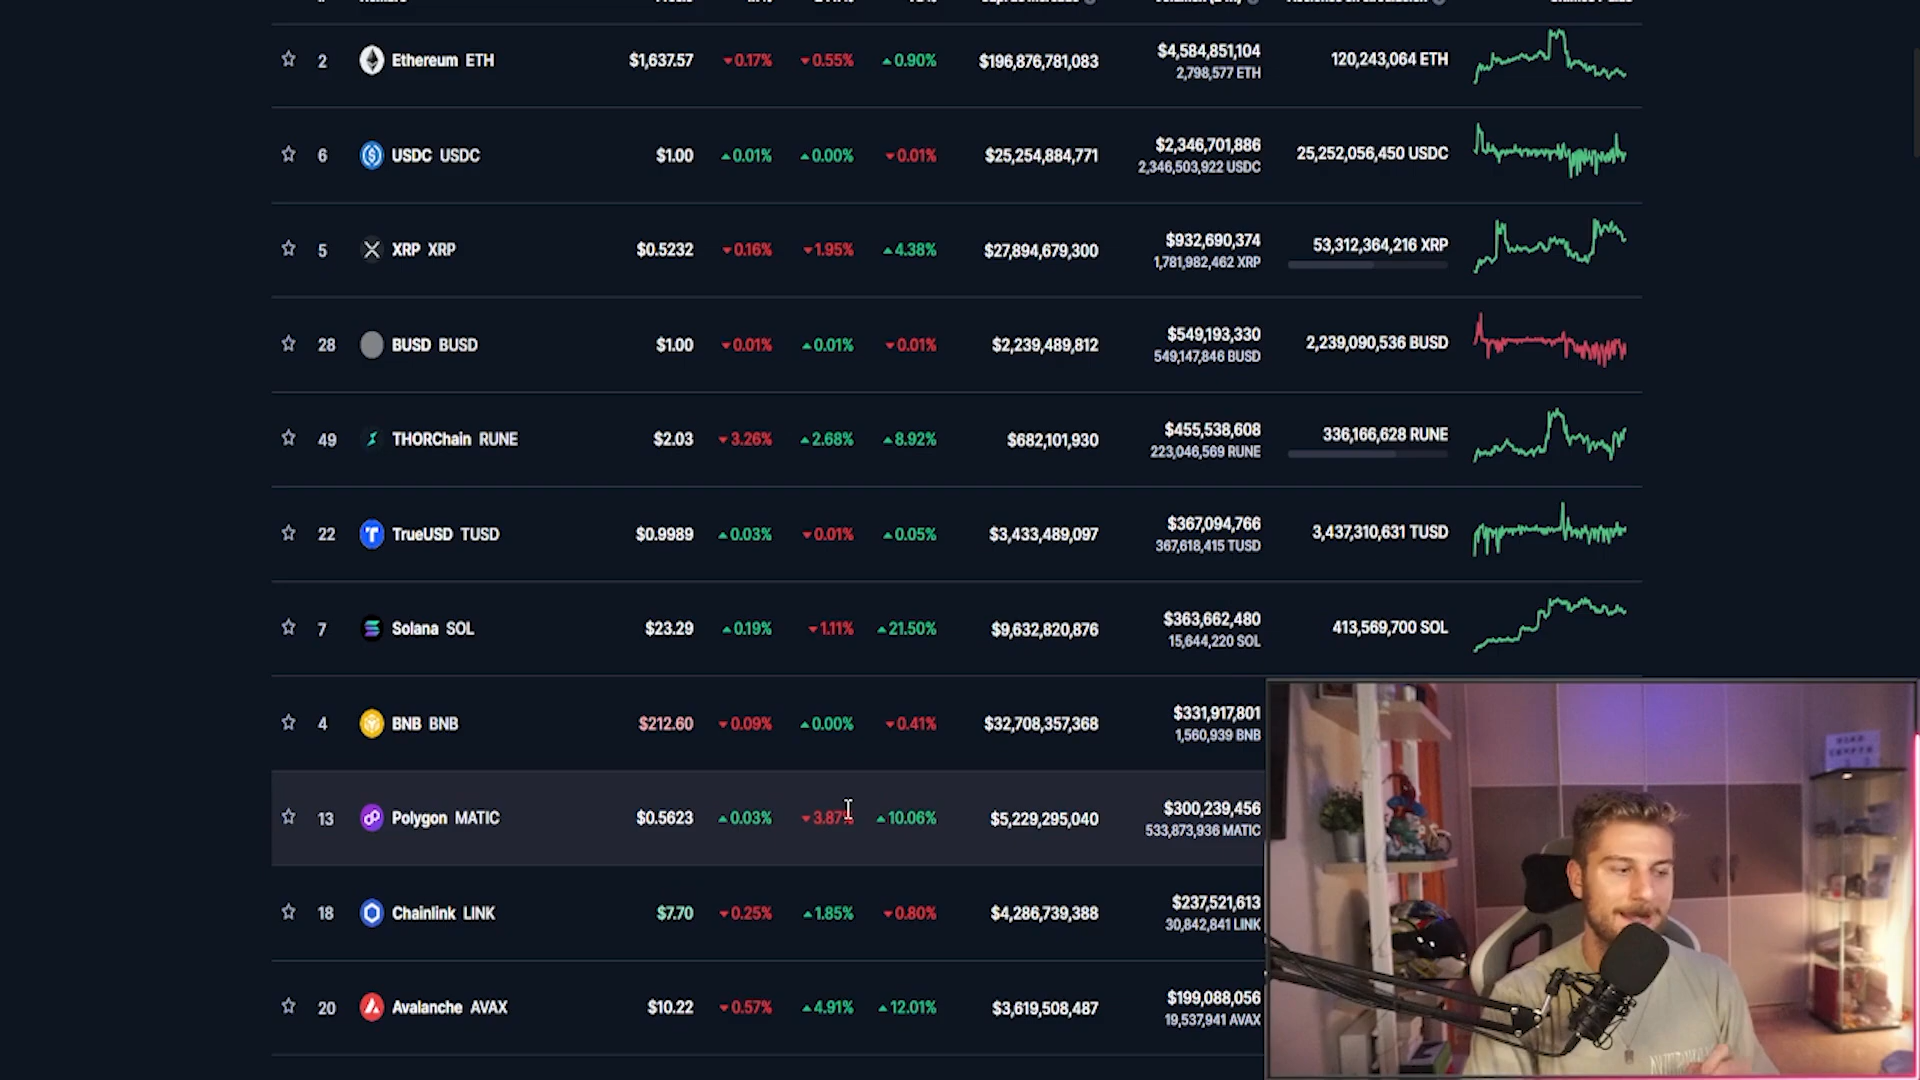 2 Ethereum ETH $1,637.57 0.17% 0.55% 0.90% $196,876,781,083 $4,584,851,104 120,243,064 ETH
2,798,577 ETH
6 USDC USDC $1.00 0.01% 0.00% 0.01% $25,254,884,771 $2,346,701,886 25,252,056,450 USDC
2,346,503,922 USDC
5 XRP XRP $0.5232 0.16% 1.95% 4.38% $27,894,679,300 $932,690,374 53,312,364,216 XRP
1,781,982,462 XRP
28 BUSD BUSD $1.00 0.01% 0.01% 0.01% $2,239,489,812 $549,193,330 2,239,090,536 BUSD
549,147,846 BUSD
49 THORChain RUNE $2.03 3.26% 2.68% 8.92% $682,101,930 $455,538,608 336,166,628 RUNE
223,046,569 RUNE
22 TrueUSD TUSD $0.9989 0.03% 0.01% 0.05% $3,433,489,097 $367,094,766 3,437,310,631 TUSD
367,618,415 TUSD
7 Solana SOL $23.29 0.19% 1.11% 21.50% $9,632,820,876 $363,662,480 413,569,700 SOL
15,644,220 SOL
4 BNB BNB $212.60 0.09% 0.00% 0.41% $32,708,357,368 $331,917,801
1,560,939 BNB
13 Polygon MATIC $0.5623 0.03% 3.87% 10.06% $5,229,295,040 $300,239,456
533,873,936 MATIC
18 Chainlink LINK $7.70 0.25% 1.85% 0.80% $4,286,739,388 $237,521,613
30,842,841 LINK
20 Avalanche AVAX $10.22 0.57% 4.91% 12.01% $3,619,508,487 $199,088,056
19,537,941 AVAX